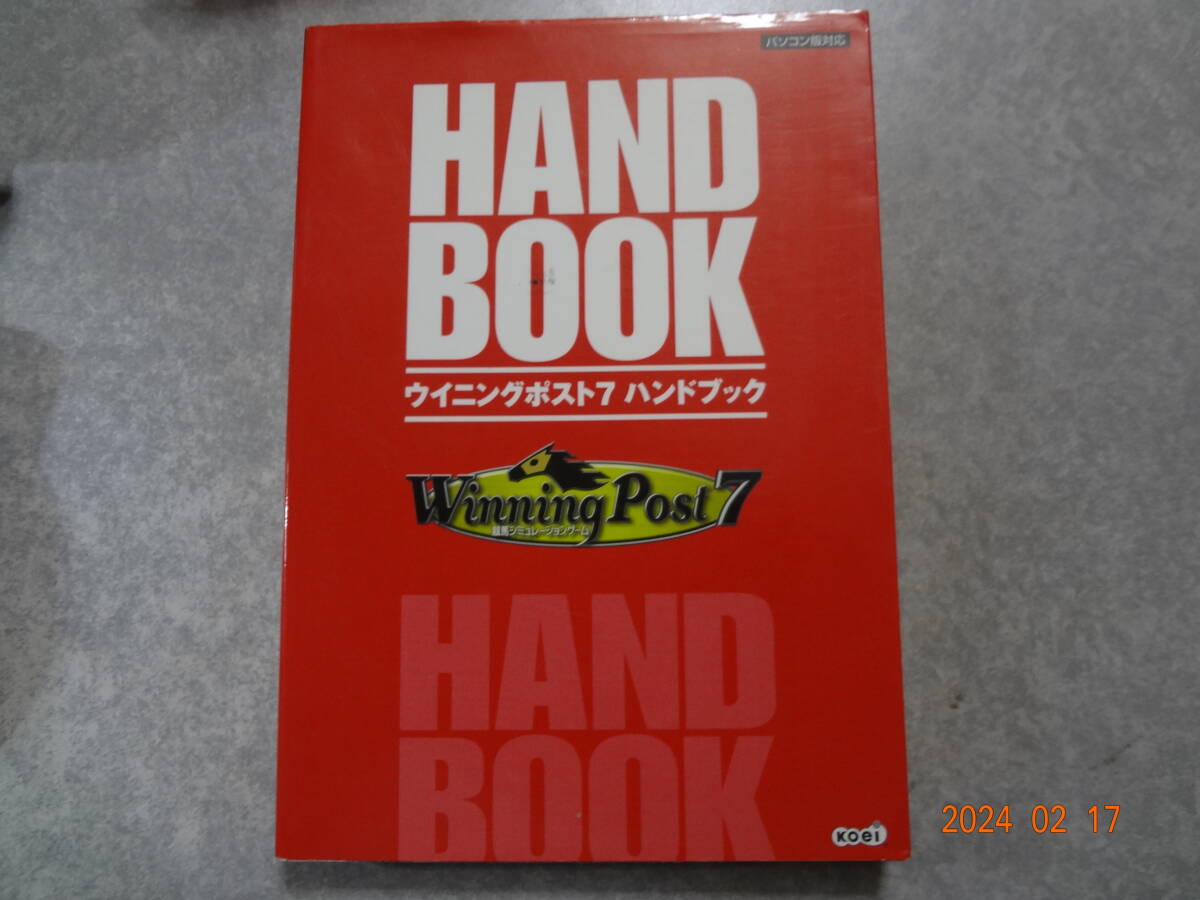 パソコン版対応
HAND
BOOK
ウイニングポスト7 ハンドブック
Winning Post 7
競馬シミュレーションゲーム
HAND
BOOK
KOEI
2024 02 17